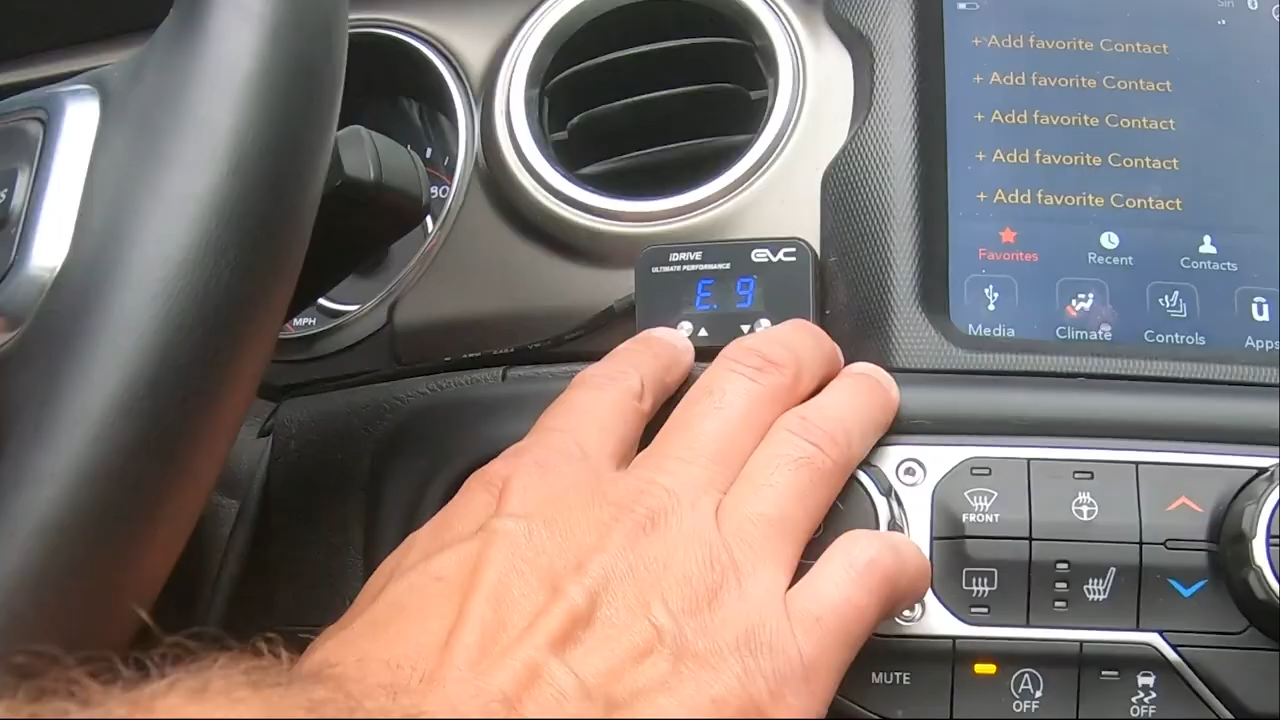 + Add favorite Contact
+ Add favorite Contact
+ Add favorite Contact
+ Add favorite Contact
+ Add favorite Contact
Favorites
Recent
Contacts
Media
Climate
Controls
Apps
iDRIVE
EVC
ULTIMATE PERFORMANCE
E. 9
80
MPH
FRONT
MUTE
A
OFF
OFF